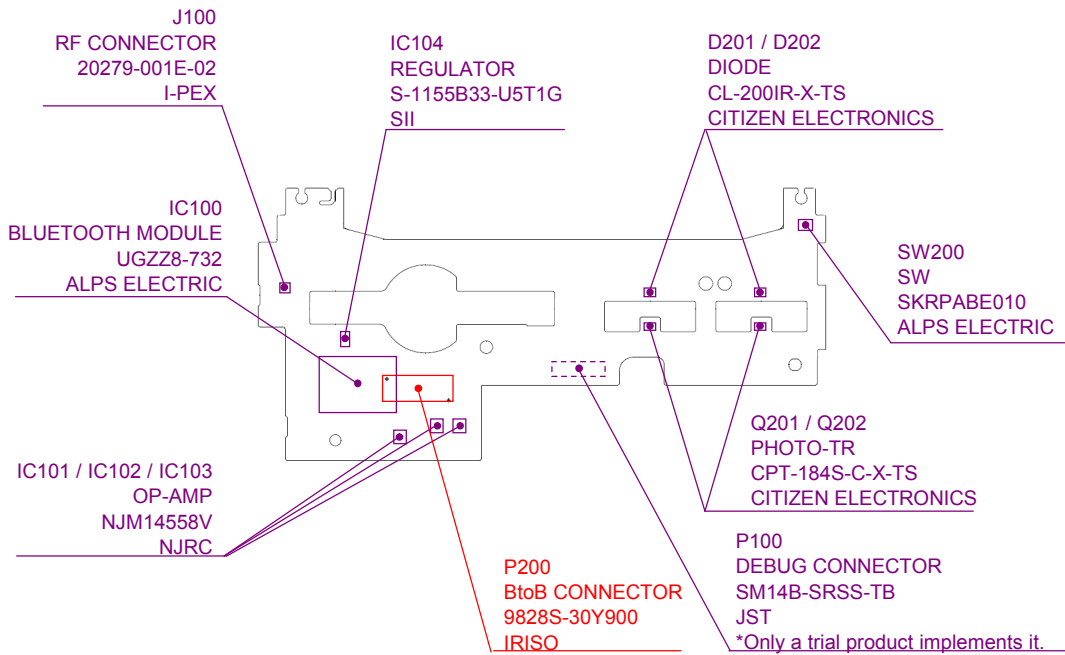 J100
RF CONNECTOR
20279-001E-02
I-PEX
IC104
REGULATOR
S-1155B33-U5T1G
SII
D201 / D202
DIODE
CL-200IR-X-TS
CITIZEN ELECTRONICS
IC100
BLUETOOTH MODULE
UGZZ8-732
ALPS ELECTRIC
SW200
SW
SKRPABE010
ALPS ELECTRIC
IC101 / IC102 / IC103
OP-AMP
NJM14558V
NJRC
Q201 / Q202
PHOTO-TR
CPT-184S-C-X-TS
CITIZEN ELECTRONICS
P200
BtoB CONNECTOR
9828S-30Y900
IRISO
P100
DEBUG CONNECTOR
SM14B-SRSS-TB
JST
*Only a trial product implements it.